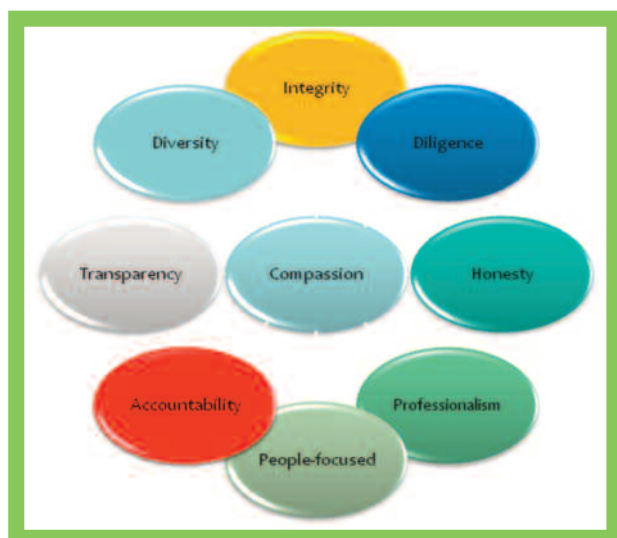 Integrity
Diversity
Diligence
Transparency
Compassion
Honesty
Accountability
Professionalism
People-focused